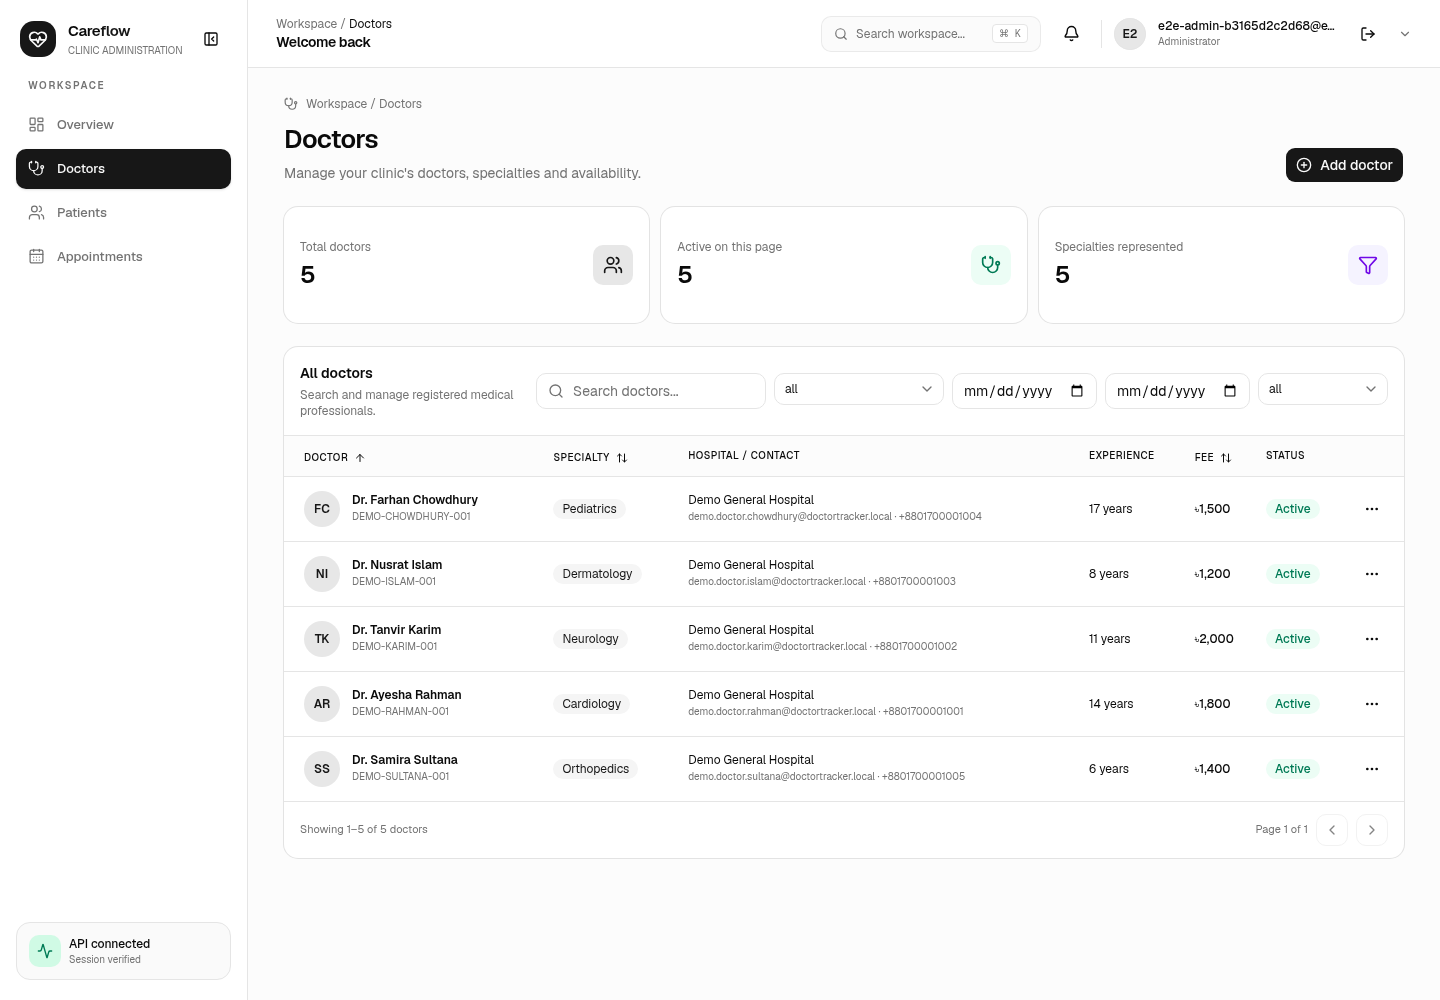 Careflow
CLINIC ADMINISTRATION
WORKSPACE
Overview
Doctors
Patients
Appointments
API connected
Session verified
Workspace / Doctors
Welcome back
Search workspace...
⌘ K
E2
e2e-admin-b3165d2c2d68@e...
Administrator
Workspace / Doctors
Doctors
Manage your clinic's doctors, specialties and availability.
Add doctor
Total doctors
5
Active on this page
5
Specialties represented
5
All doctors
Search and manage registered medical
professionals.
Search doctors...
all
mm/dd/yyyy
mm/dd/yyyy
all
DOCTOR SPECIALTY HOSPITAL / CONTACT EXPERIENCE FEE STATUS
FC Dr. Farhan Chowdhury Pediatrics Demo General Hospital 17 years ৳1,500 Active
DEMO-CHOWDHURY-001 demo.doctor.chowdhury@doctortracker.local · +8801700001004
NI Dr. Nusrat Islam Dermatology Demo General Hospital 8 years ৳1,200 Active
DEMO-ISLAM-001 demo.doctor.islam@doctortracker.local · +8801700001003
TK Dr. Tanvir Karim Neurology Demo General Hospital 11 years ৳2,000 Active
DEMO-KARIM-001 demo.doctor.karim@doctortracker.local · +8801700001002
AR Dr. Ayesha Rahman Cardiology Demo General Hospital 14 years ৳1,800 Active
DEMO-RAHMAN-001 demo.doctor.rahman@doctortracker.local · +8801700001001
SS Dr. Samira Sultana Orthopedics Demo General Hospital 6 years ৳1,400 Active
DEMO-SULTANA-001 demo.doctor.sultana@doctortracker.local · +8801700001005
Showing 1–5 of 5 doctors
Page 1 of 1